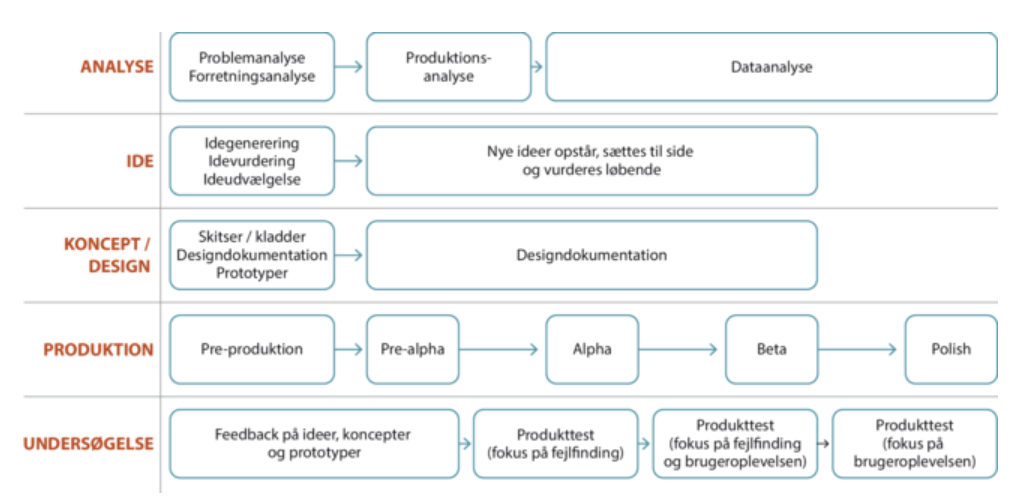 ANALYSE
Problemanalyse
Forretningsanalyse
Produktions-
analyse
Dataanalyse
IDE
Idegenerering
Idevurdering
Ideudvælgelse
Nye ideer opstår, sættes til side
og vurderes løbende
KONCEPT /
DESIGN
Skitser / kladder
Designdokumentation
Prototyper
Designdokumentation
PRODUKTION
Pre-produktion
Pre-alpha
Alpha
Beta
Polish
UNDERSØGELSE
Feedback på ideer, koncepter
og prototyper
Produkttest
(fokus på fejlfinding)
Produkttest
(fokus på fejlfinding
og brugeroplevelsen)
Produkttest
(fokus på
brugeroplevelsen)